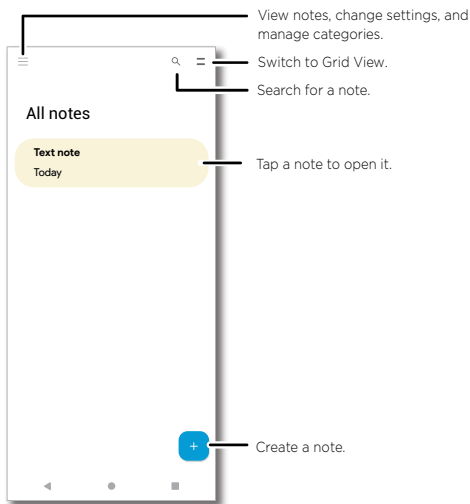 View notes, change settings, and
manage categories.
Switch to Grid View.
Search for a note.
All notes
Text note
Today
Tap a note to open it.
Create a note.